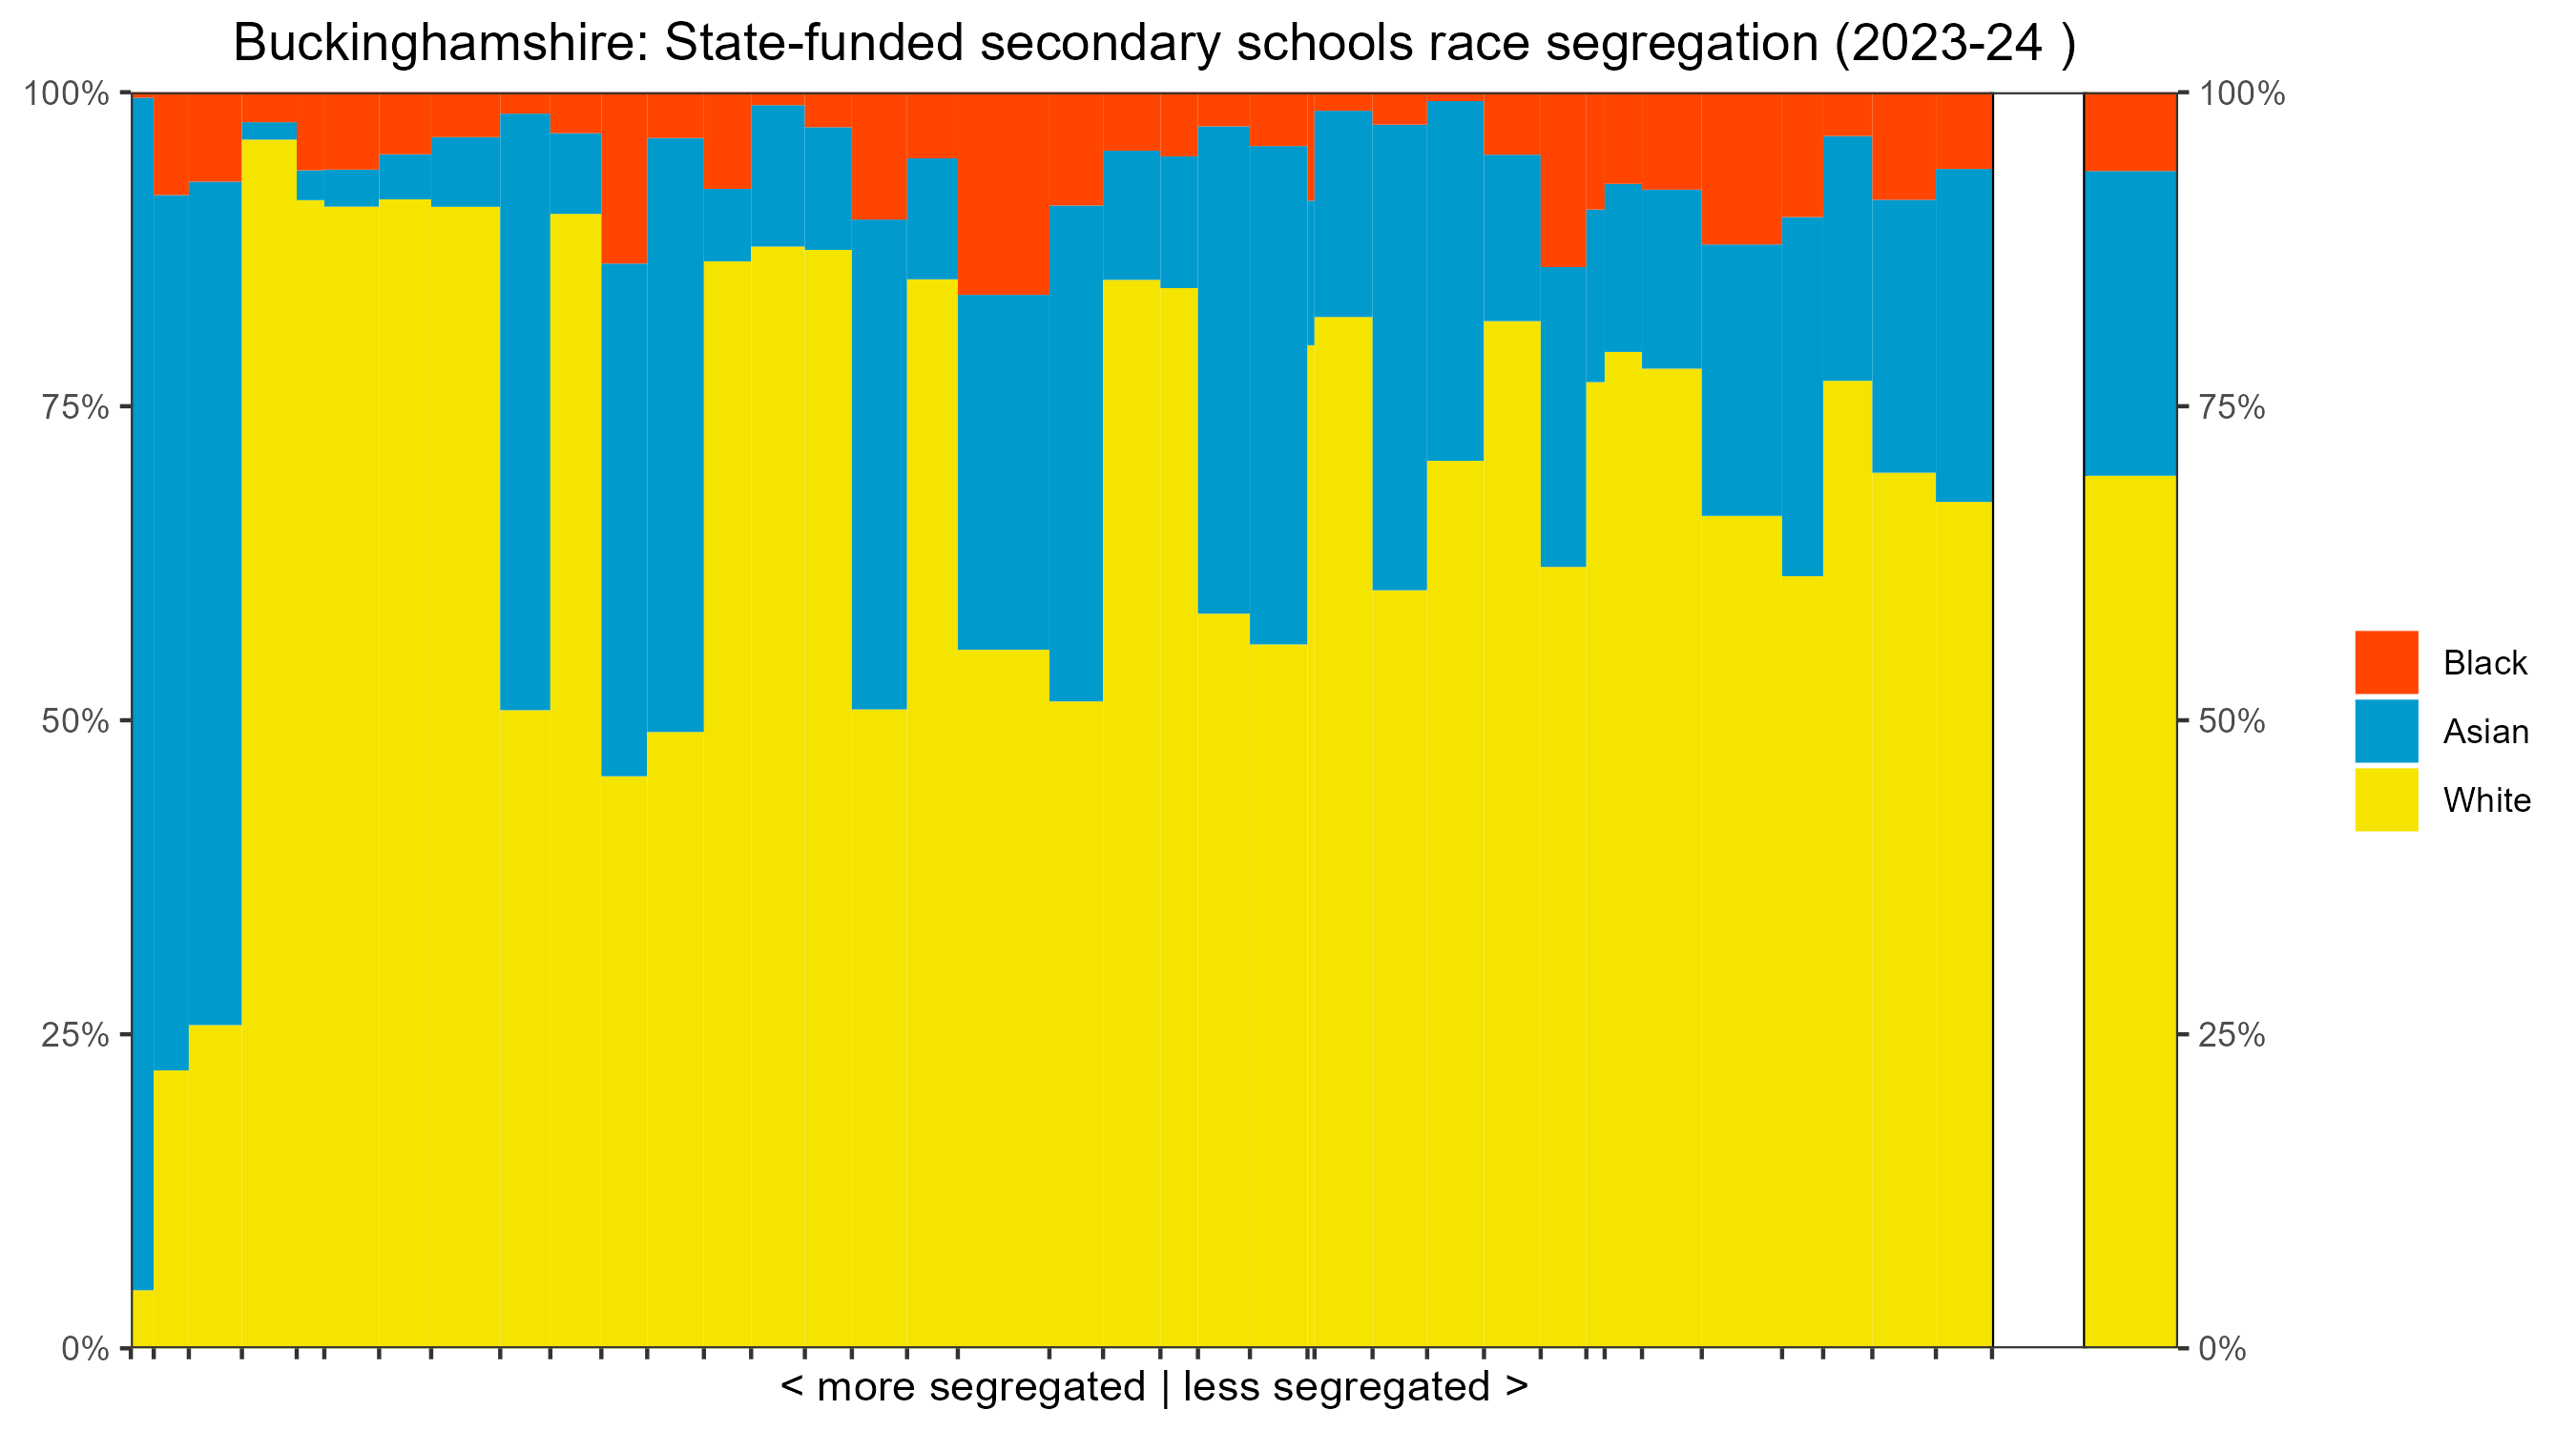 Buckinghamshire: State-funded secondary schools race segregation (2023-24 )
100%
75%
50%
25%
0%
100%
75%
50%
25%
0%
Black
Asian
White
< more segregated | less segregated >